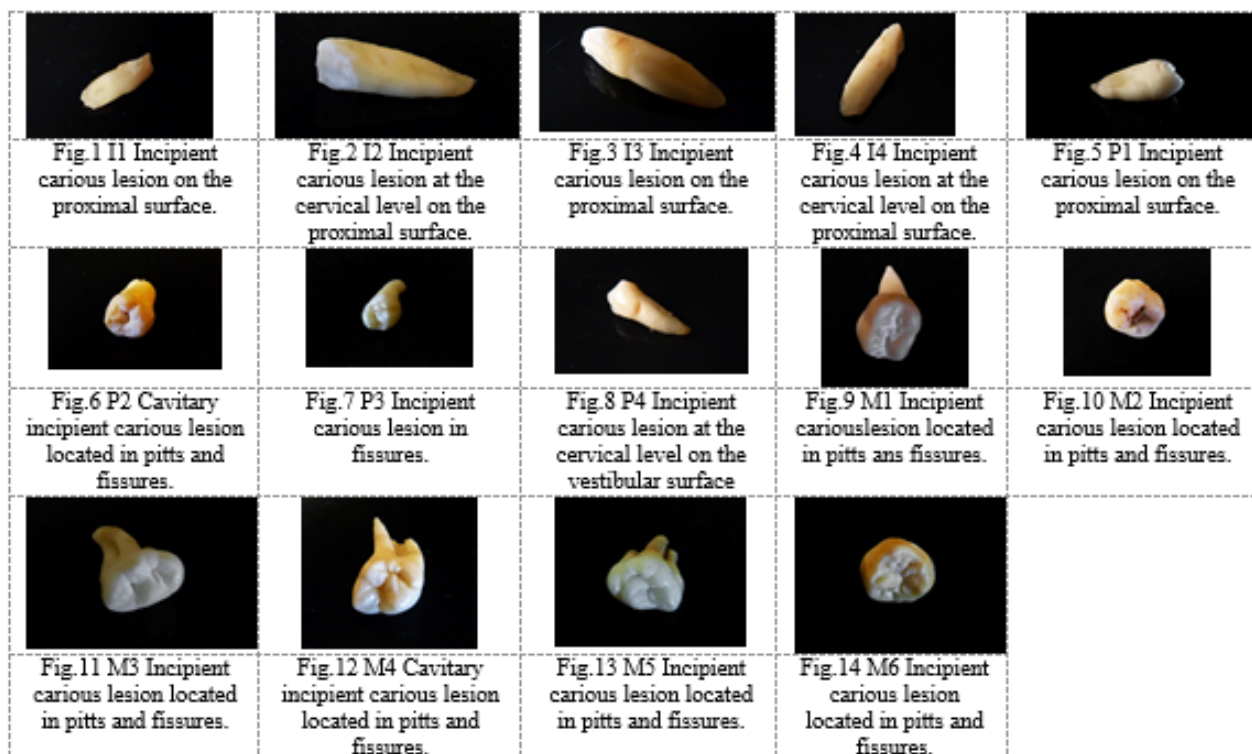 Fig.1 I1 Incipient
carious lesion on the
proximal surface.
Fig.2 I2 Incipient
carious lesion at the
cervical level on the
proximal surface.
Fig.3 I3 Incipient
carious lesion on the
proximal surface.
Fig.4 I4 Incipient
carious lesion at the
cervical level on the
proximal surface.
Fig.5 P1 Incipient
carious lesion on the
proximal surface.
Fig.6 P2 Cavitary
incipient carious lesion
located in pitts and
fissures.
Fig.7 P3 Incipient
carious lesion in
fissures.
Fig.8 P4 Incipient
carious lesion at the
cervical level on the
vestibular surface
Fig.9 M1 Incipient
cariouslesion located
in pitts ans fissures.
Fig.10 M2 Incipient
carious lesion located
in pitts and fissures.
Fig.11 M3 Incipient
carious lesion located
in pitts and fissures.
Fig.12 M4 Cavitary
incipient carious lesion
located in pitts and
fissures.
Fig.13 M5 Incipient
carious lesion located
in pitts and fissures.
Fig.14 M6 Incipient
carious lesion
located in pitts and
fissures.